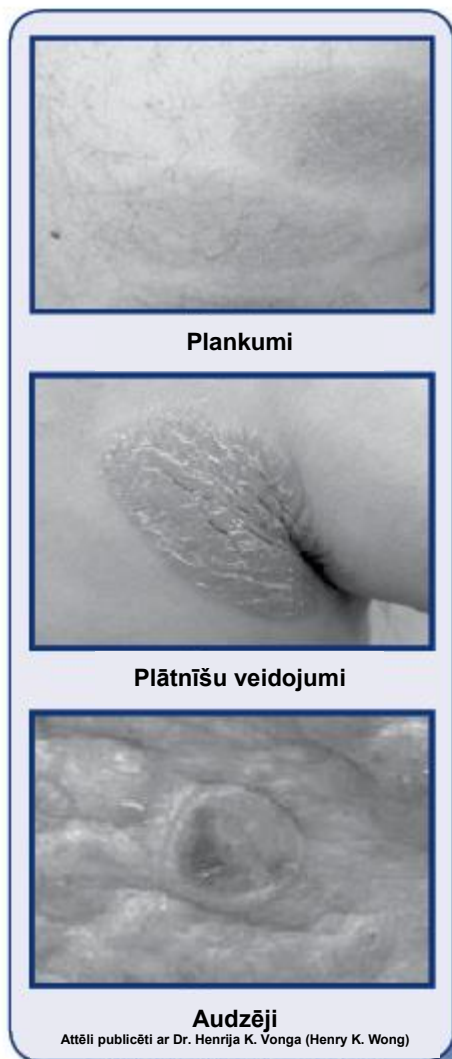 Plankumi
Plātnīšu veidojumi
Audzēji
Attēli publicēti ar Dr. Henrija K. Vonga (Henry K. Wong)